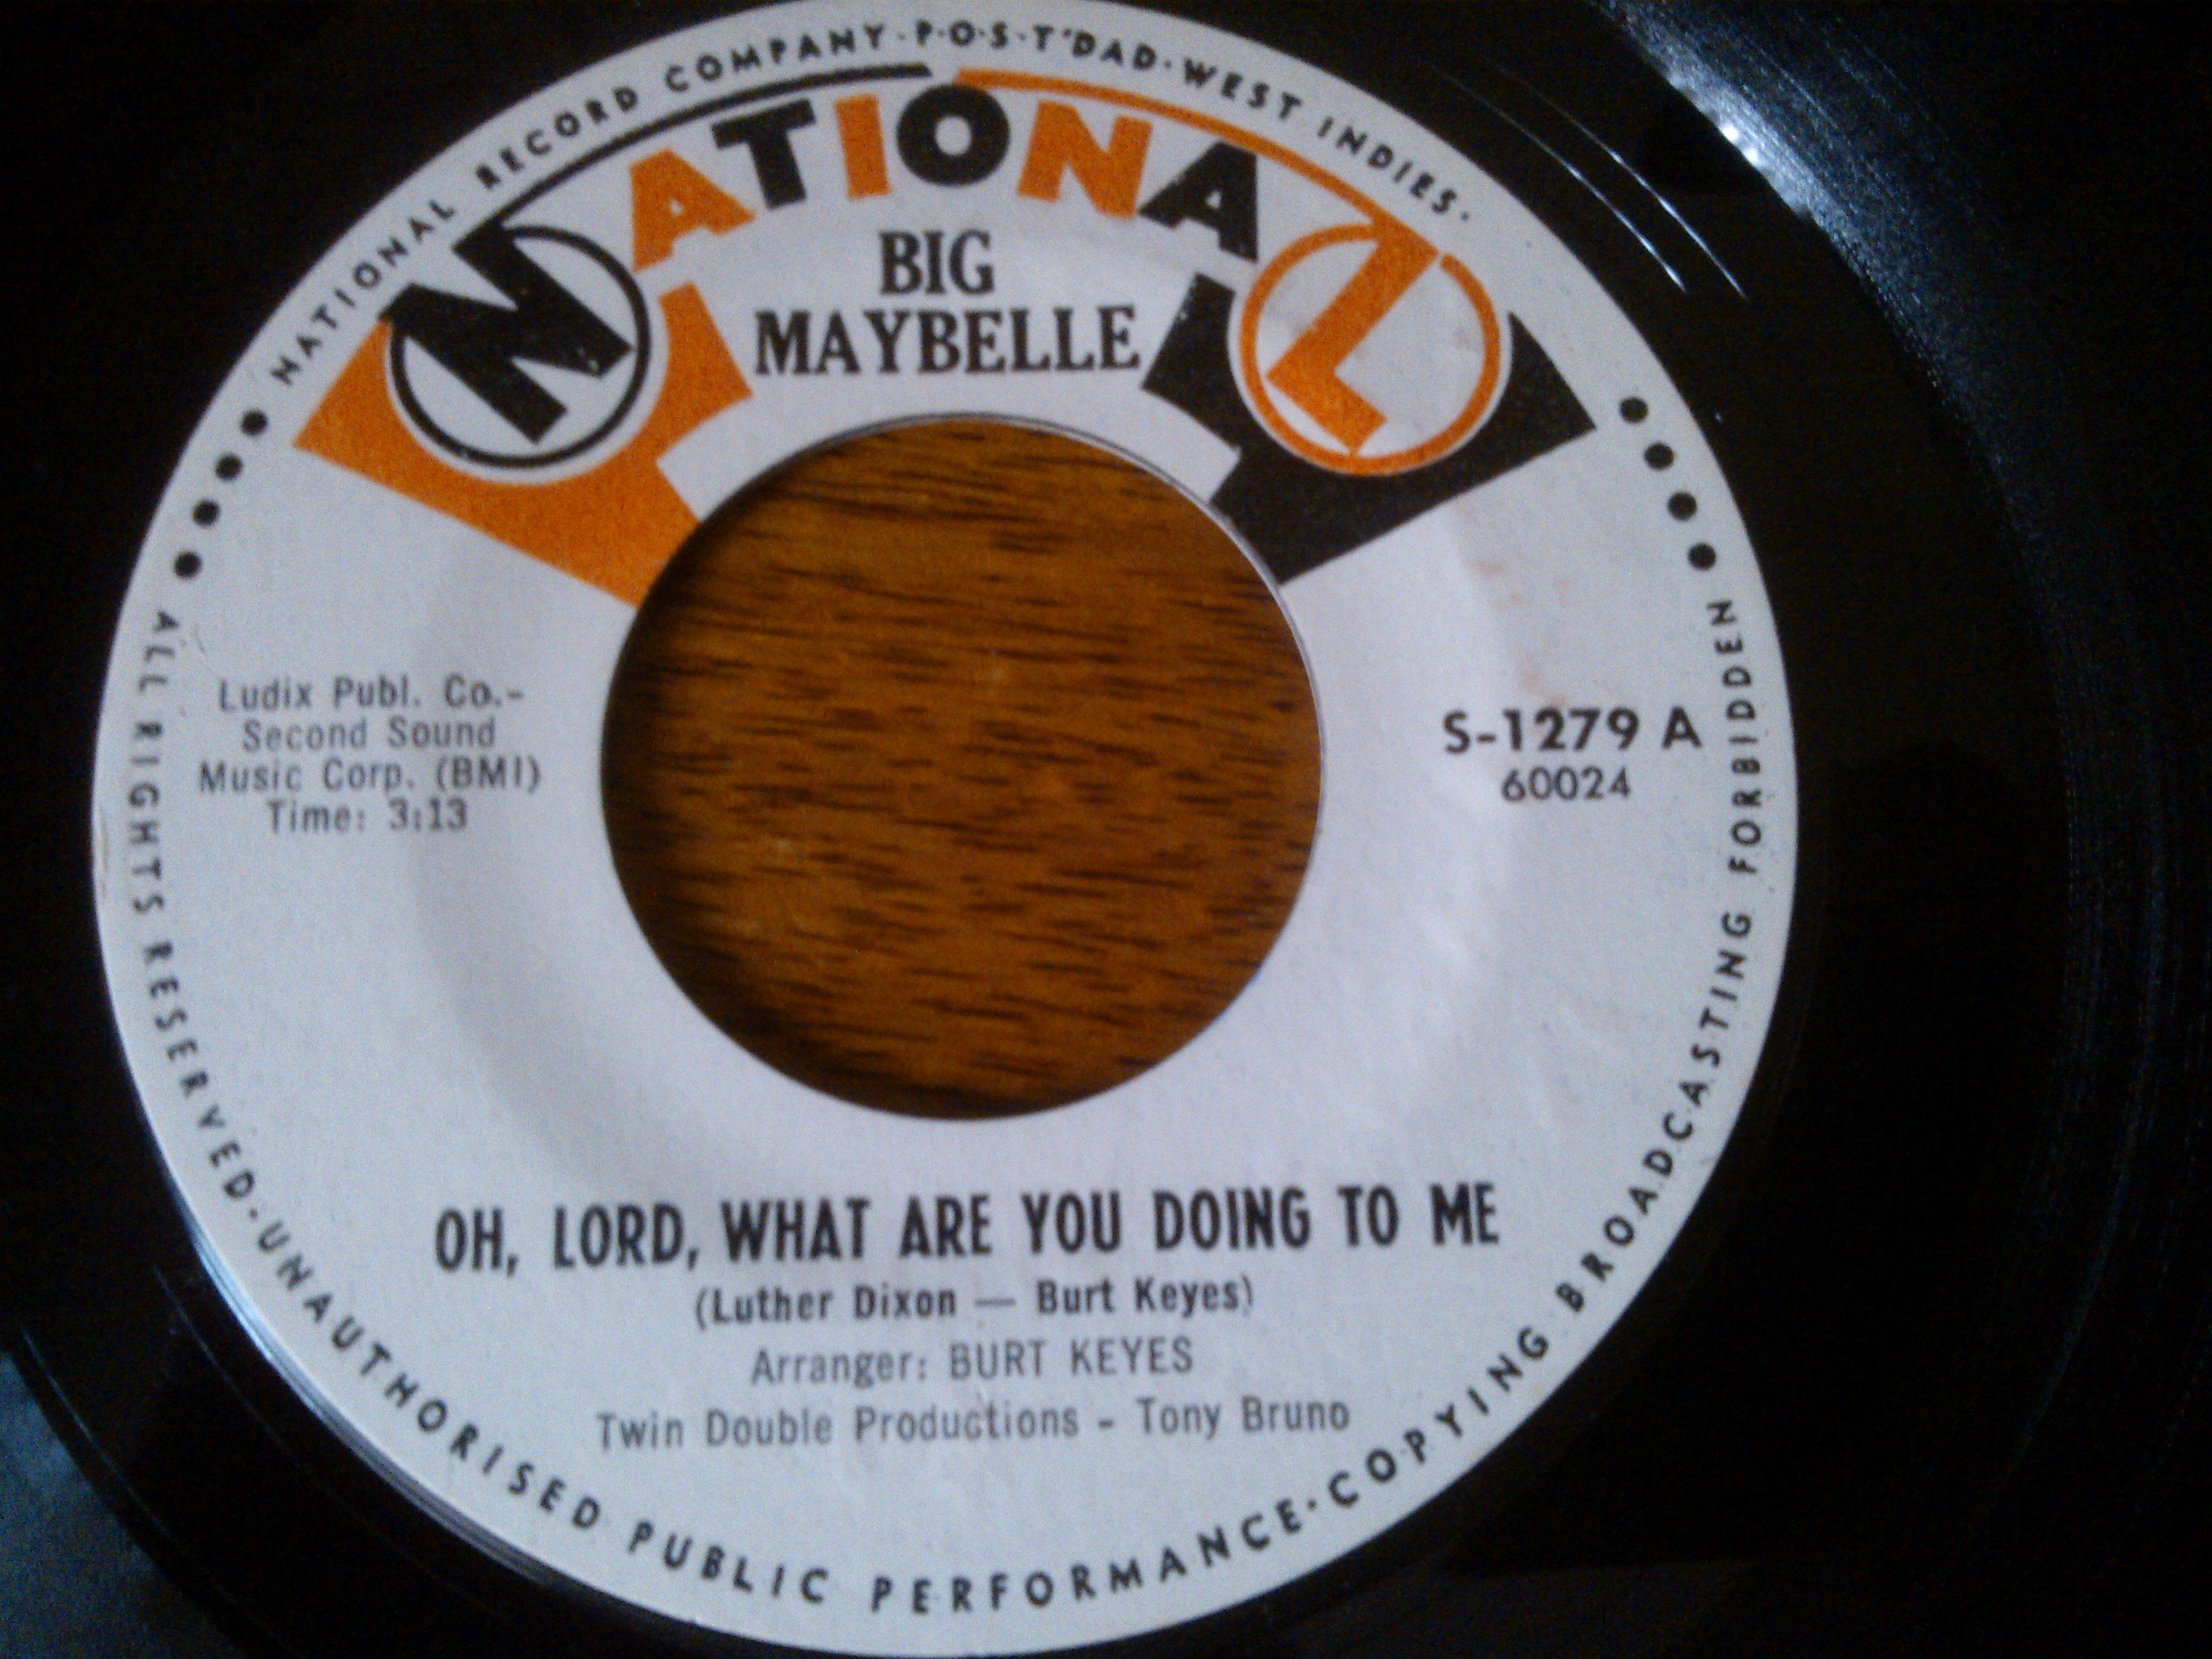 NATIONAL RECORD COMPANY·P·O·S·T'DAD·WEST INDIES·
NATIONAL
BIG
MAYBELLE
Ludix Publ. Co.-
Second Sound
Music Corp. (BMI)
Time: 3:13
S-1279 A
60024
OH, LORD, WHAT ARE YOU DOING TO ME
(Luther Dixon — Burt Keyes)
Arranger: BURT KEYES
Twin Double Productions - Tony Bruno
ALL RIGHTS RESERVED·UNAUTHORISED PUBLIC PERFORMANCE·COPYING BROADCASTING FORBIDDEN